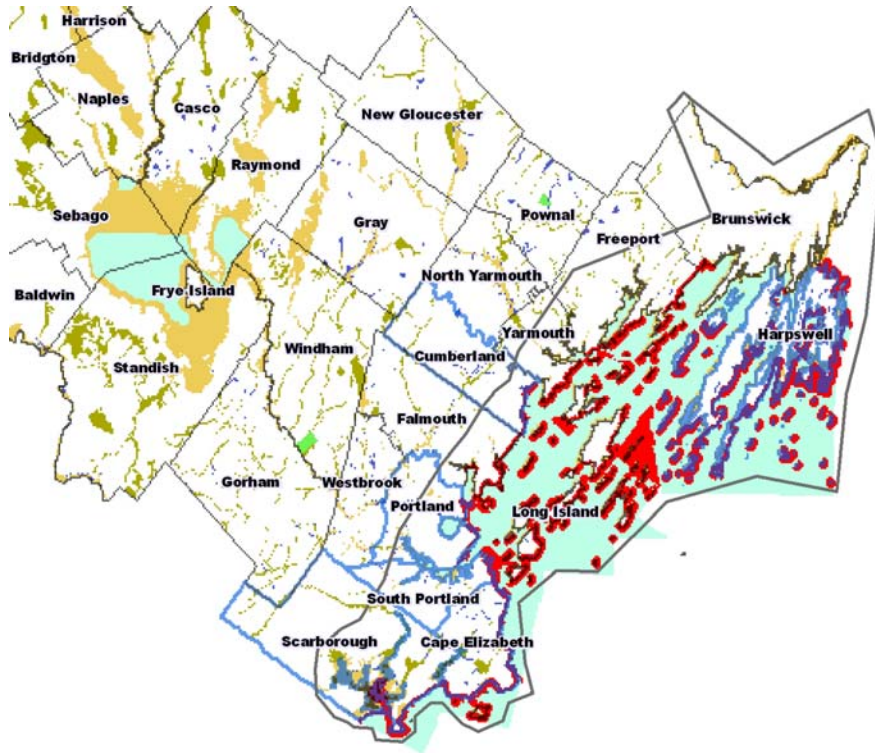 Harrison
Bridgton
Naples
Casco
New Gloucester
Raymond
Sebago
Gray
Pownal
Brunswick
Freeport
North Yarmouth
Baldwin
Frye Island
Yarmouth
Harpswell
Windham
Cumberland
Standish
Falmouth
Gorham
Westbrook
Portland
Long Island
South Portland
Scarborough
Cape Elizabeth